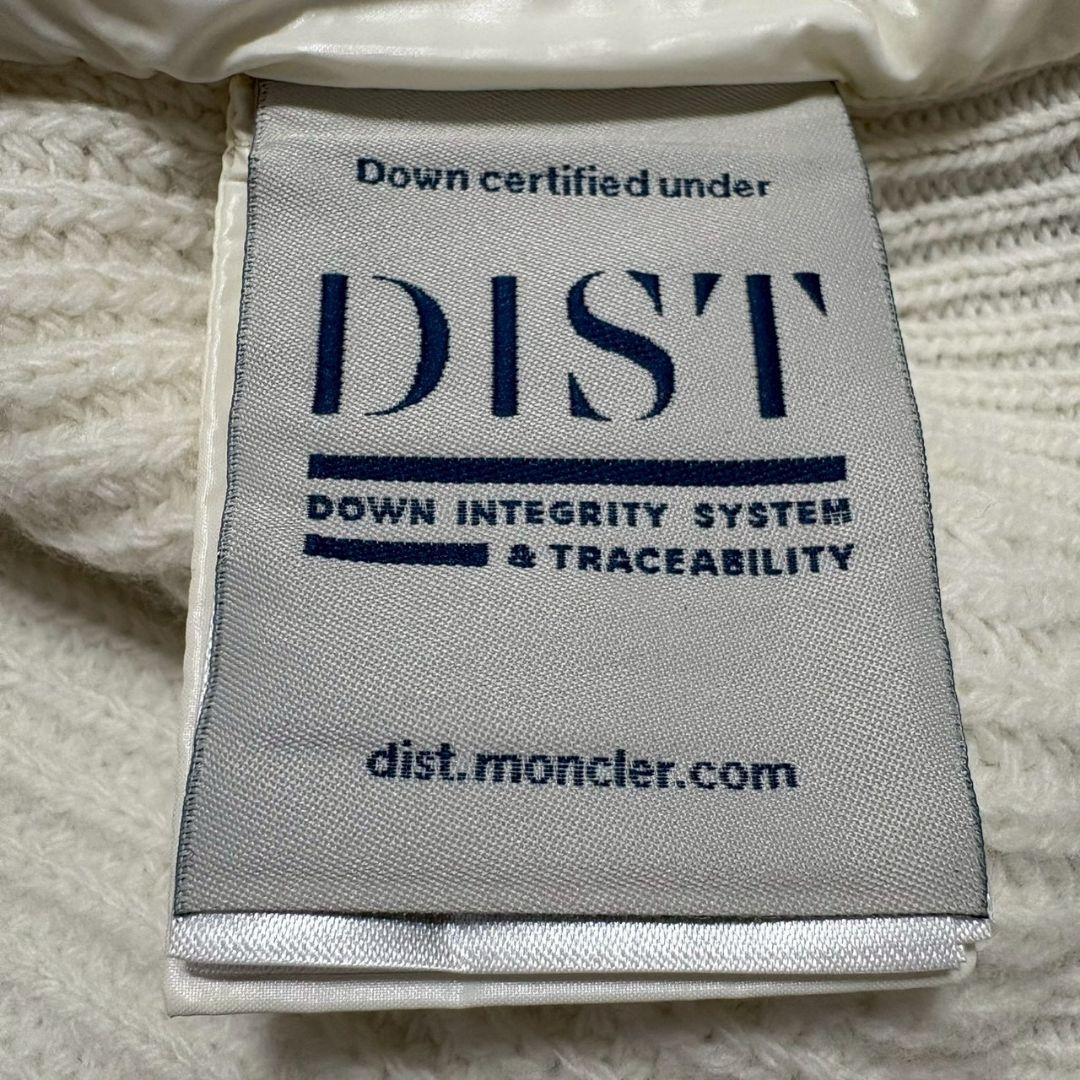 Down certified under
DIST
DOWN INTEGRITY SYSTEM
& TRACEABILITY
dist.moncler.com